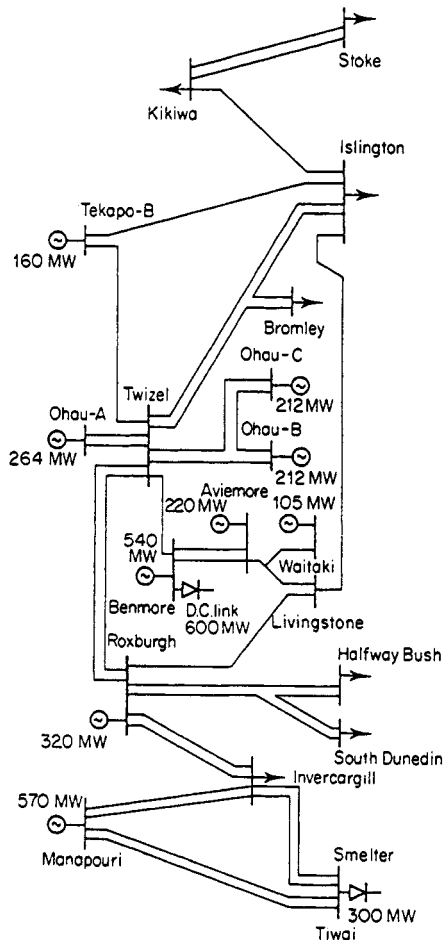 Stoke
Kikiwa
Islington
Tekapo-B
160 MW
Bromley
Twizel
Ohau-C
212 MW
Ohau-A
264 MW
Ohau-B
212 MW
Aviemore
220 MW
105 MW
540
MW
Waitaki
Benmore
D.C. link
600 MW
Livingstone
Roxburgh
Halfway Bush
320 MW
South Dunedin
Invercargill
570 MW
Manapouri
Smelter
300 MW
Tiwai